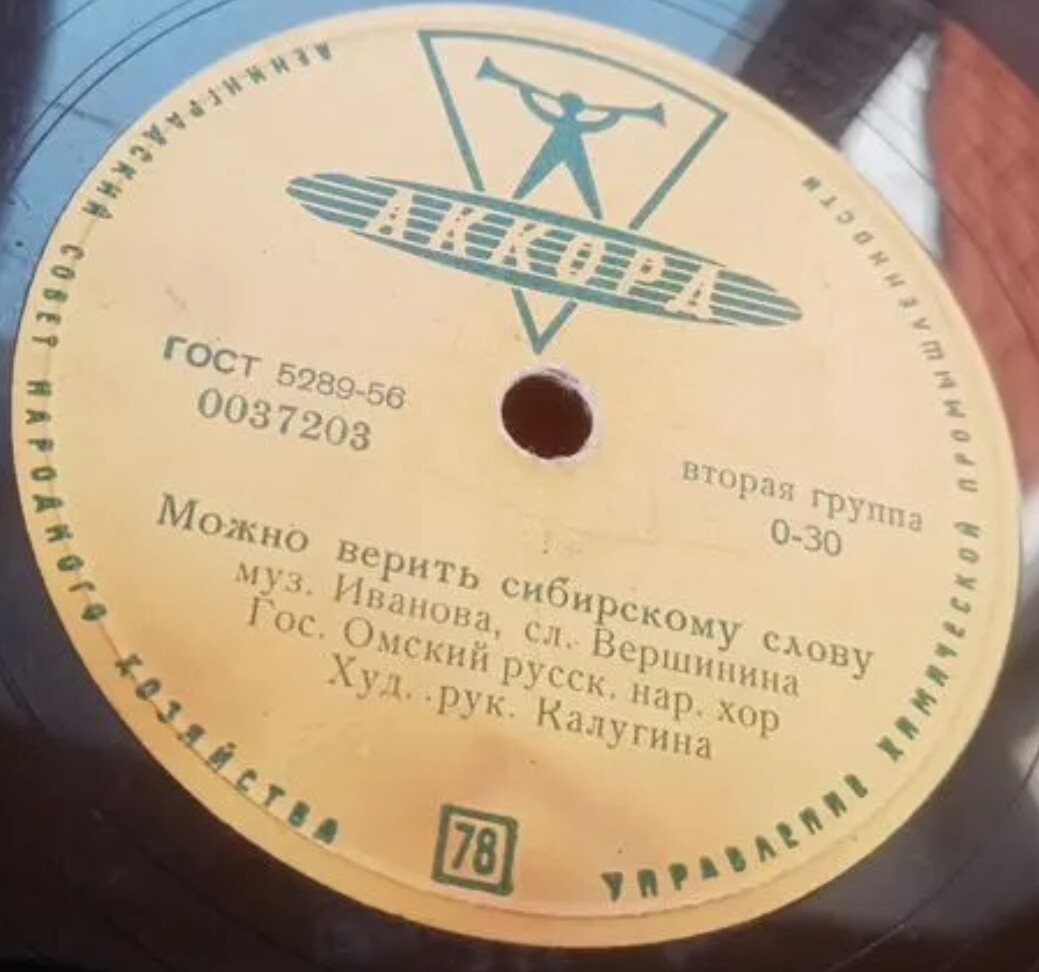 ЛЕНИНГРАДСКИЙ СОВЕТ НАРОДНОГО ХОЗЯЙСТВА
УПРАВЛЕНИЕ ХИМИЧЕСКОЙ ПРОМЫШЛЕННОСТИ
АККОРД
ГОСТ 5289-56
0037203
вторая группа
0-30
Можно верить сибирскому слову
муз. Иванова, сл. Вершинина
Гос. Омский русск. нар. хор
Худ. рук. Калугина
78